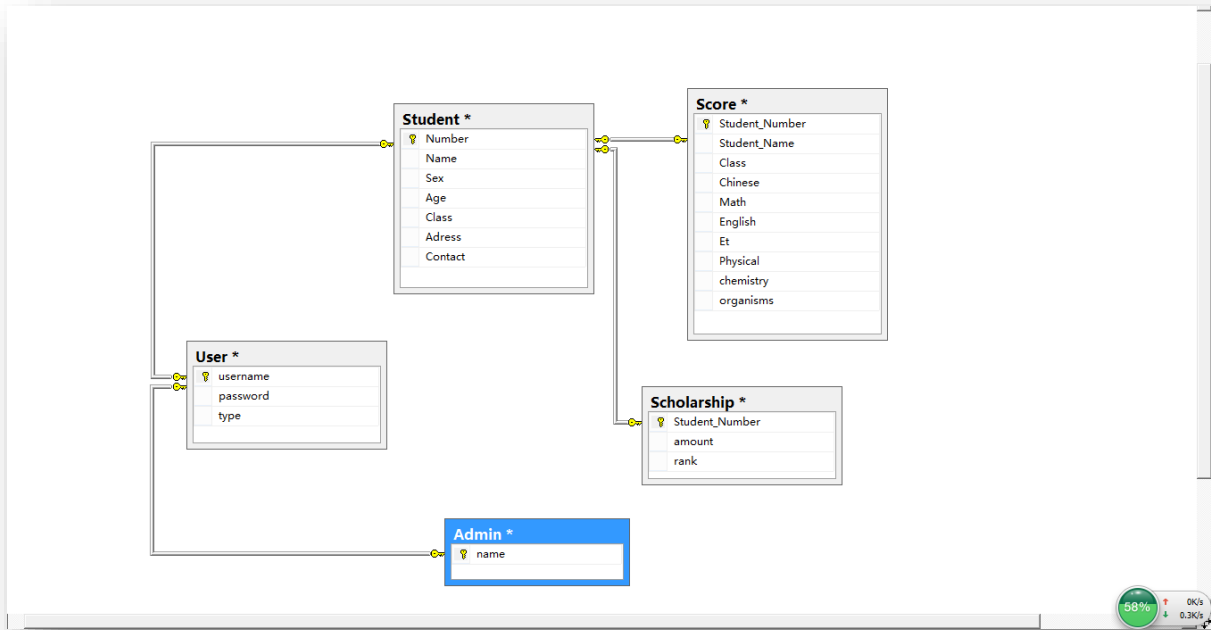 Student *
Number
Name
Sex
Age
Class
Adress
Contact
Score *
Student_Number
Student_Name
Class
Chinese
Math
English
Et
Physical
chemistry
organisms
User *
username
password
type
Scholarship *
Student_Number
amount
rank
Admin *
name
58%
0K/s
0.3K/s